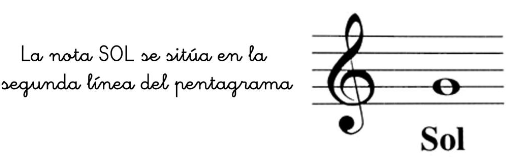 La nota SOL se sitúa en la
segunda línea del pentagrama
Sol